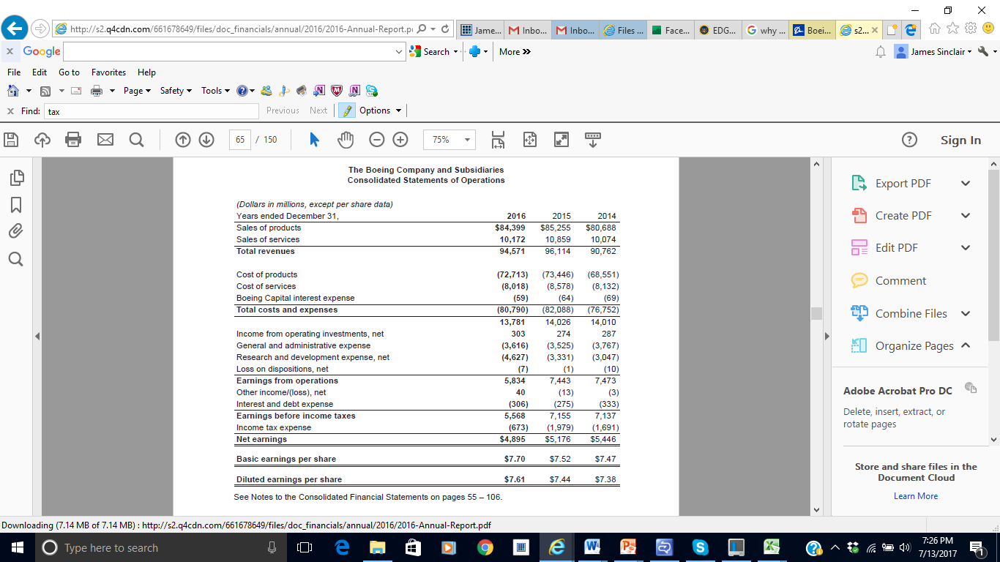 http://s2.q4cdn.com/661678649/files/doc_financials/annual/2016/2016-Annual-Report.p
Jame... Inbo... Inbo... Files ... Face... EDG... why ... Boei... s2...
x Google Search More »
James Sinclair
File Edit Go to Favorites Help
Page Safety Tools
x Find: tax Previous Next Options
65 / 150 75% Sign In
The Boeing Company and Subsidiaries
Consolidated Statements of Operations
(Dollars in millions, except per share data)
Years ended December 31, 2016 2015 2014
Sales of products $84,399 $85,255 $80,688
Sales of services 10,172 10,859 10,074
Total revenues 94,571 96,114 90,762
Cost of products (72,713) (73,446) (68,551)
Cost of services (8,018) (8,578) (8,132)
Boeing Capital interest expense (59) (64) (69)
Total costs and expenses (80,790) (82,088) (76,752)
13,781 14,026 14,010
Income from operating investments, net 303 274 287
General and administrative expense (3,616) (3,525) (3,767)
Research and development expense, net (4,627) (3,331) (3,047)
Loss on dispositions, net (7) (1) (10)
Earnings from operations 5,834 7,443 7,473
Other income/(loss), net 40 (13) (3)
Interest and debt expense (306) (275) (333)
Earnings before income taxes 5,568 7,155 7,137
Income tax expense (673) (1,979) (1,691)
Net earnings $4,895 $5,176 $5,446
Basic earnings per share $7.70 $7.52 $7.47
Diluted earnings per share $7.61 $7.44 $7.38
See Notes to the Consolidated Financial Statements on pages 55 – 106.
Export PDF
Create PDF
Edit PDF
Comment
Combine Files
Organize Pages
Adobe Acrobat Pro DC
Delete, insert, extract, or
rotate pages
Store and share files in the
Document Cloud
Learn More
Downloading (7.14 MB of 7.14 MB) : http://s2.q4cdn.com/661678649/files/doc_financials/annual/2016/2016-Annual-Report.pdf
Type here to search
7:26 PM
7/13/2017